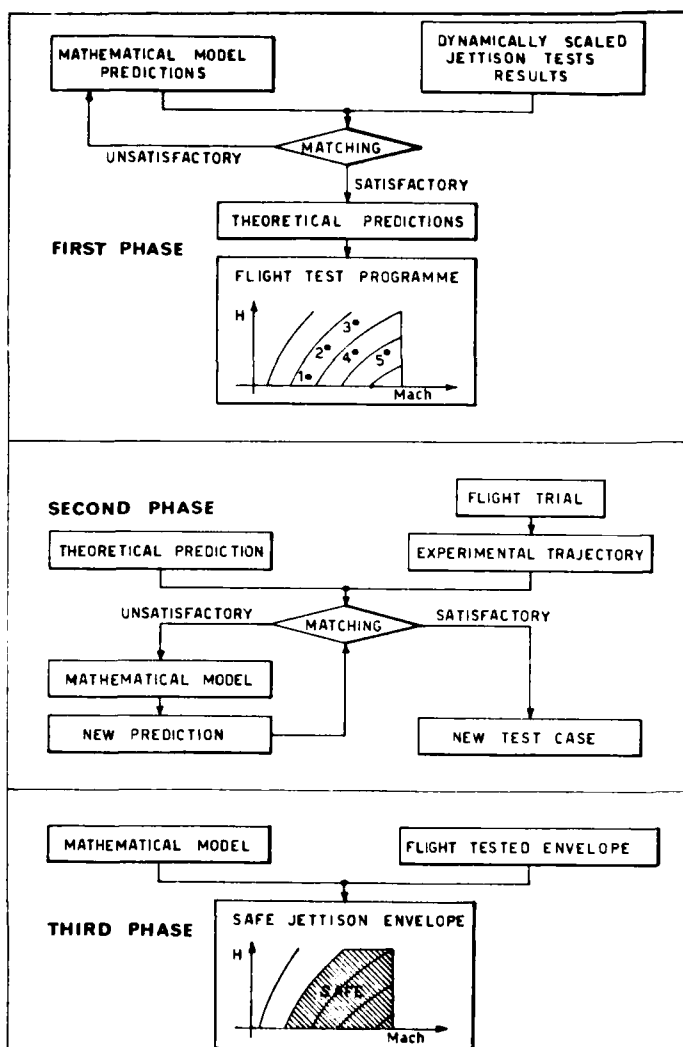 MATHEMATICAL MODEL
PREDICTIONS
DYNAMICALLY SCALED
JETTISON TESTS
RESULTS
UNSATISFACTORY
MATCHING
SATISFACTORY
THEORETICAL PREDICTIONS
FIRST PHASE
FLIGHT TEST PROGRAMME
H
3
2
4
5
1
Mach
SECOND PHASE
FLIGHT TRIAL
THEORETICAL PREDICTION
EXPERIMENTAL TRAJECTORY
UNSATISFACTORY
MATCHING
SATISFACTORY
MATHEMATICAL MODEL
NEW PREDICTION
NEW TEST CASE
MATHEMATICAL MODEL
FLIGHT TESTED ENVELOPE
THIRD PHASE
SAFE JETTISON ENVELOPE
H
SAFE
Mach